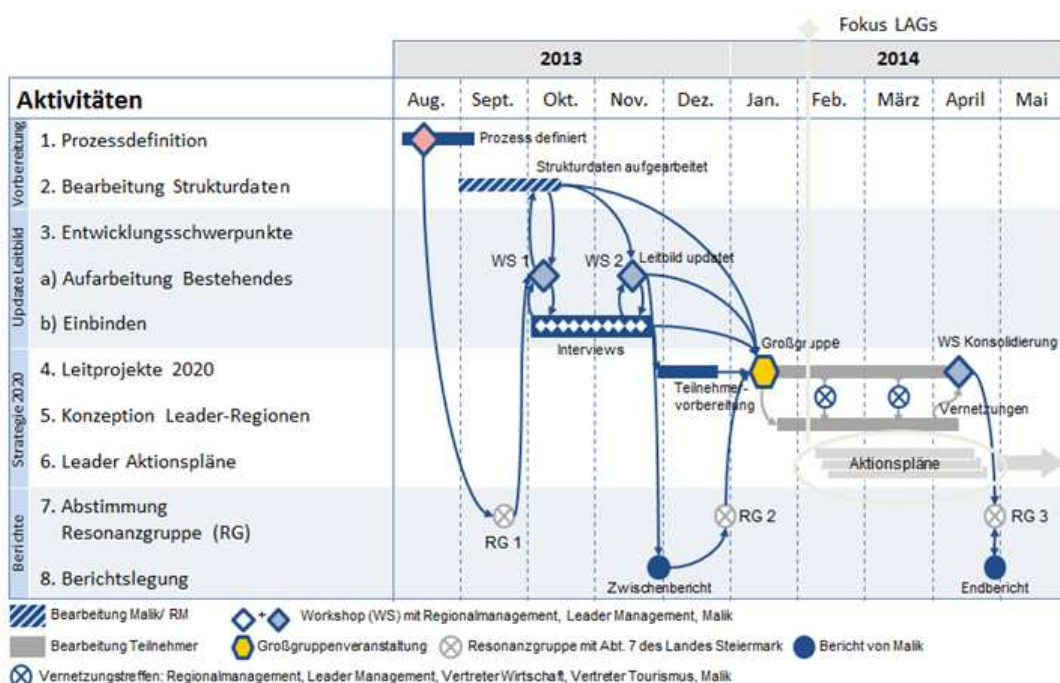 Fokus LAGs
2013
2014
Aktivitäten
Aug.
Sept.
Okt.
Nov.
Dez.
Jan.
Feb.
März
April
Mai
Vorbereitung
1. Prozessdefinition
Prozess definiert
Strukturdaten aufgearbeitet
2. Bearbeitung Strukturdaten
Update Leitbild
3. Entwicklungsschwerpunkte
WS 1
WS 2
Leitbild updatet
a) Aufarbeitung Bestehendes
b) Einbinden
Interviews
Großgruppe
WS Konsolidierung
Strategie 2020
4. Leitprojekte 2020
Teilnehmer-
vorbereitung
5. Konzeption Leader-Regionen
Vernetzungen
6. Leader Aktionspläne
Aktionspläne
Berichte
7. Abstimmung
Resonanzgruppe (RG)
RG 1
RG 2
RG 3
8. Berichtslegung
Zwischenbericht
Endbericht
Bearbeitung Malik/ RM
+
Workshop (WS) mit Regionalmanagement, Leader Management, Malik
Bearbeitung Teilnehmer
Großgruppenveranstaltung
Resonanzgruppe mit Abt. 7 des Landes Steiermark
Bericht von Malik
Vernetzungstreffen: Regionalmanagement, Leader Management, Vertreter Wirtschaft, Vertreter Tourismus, Malik